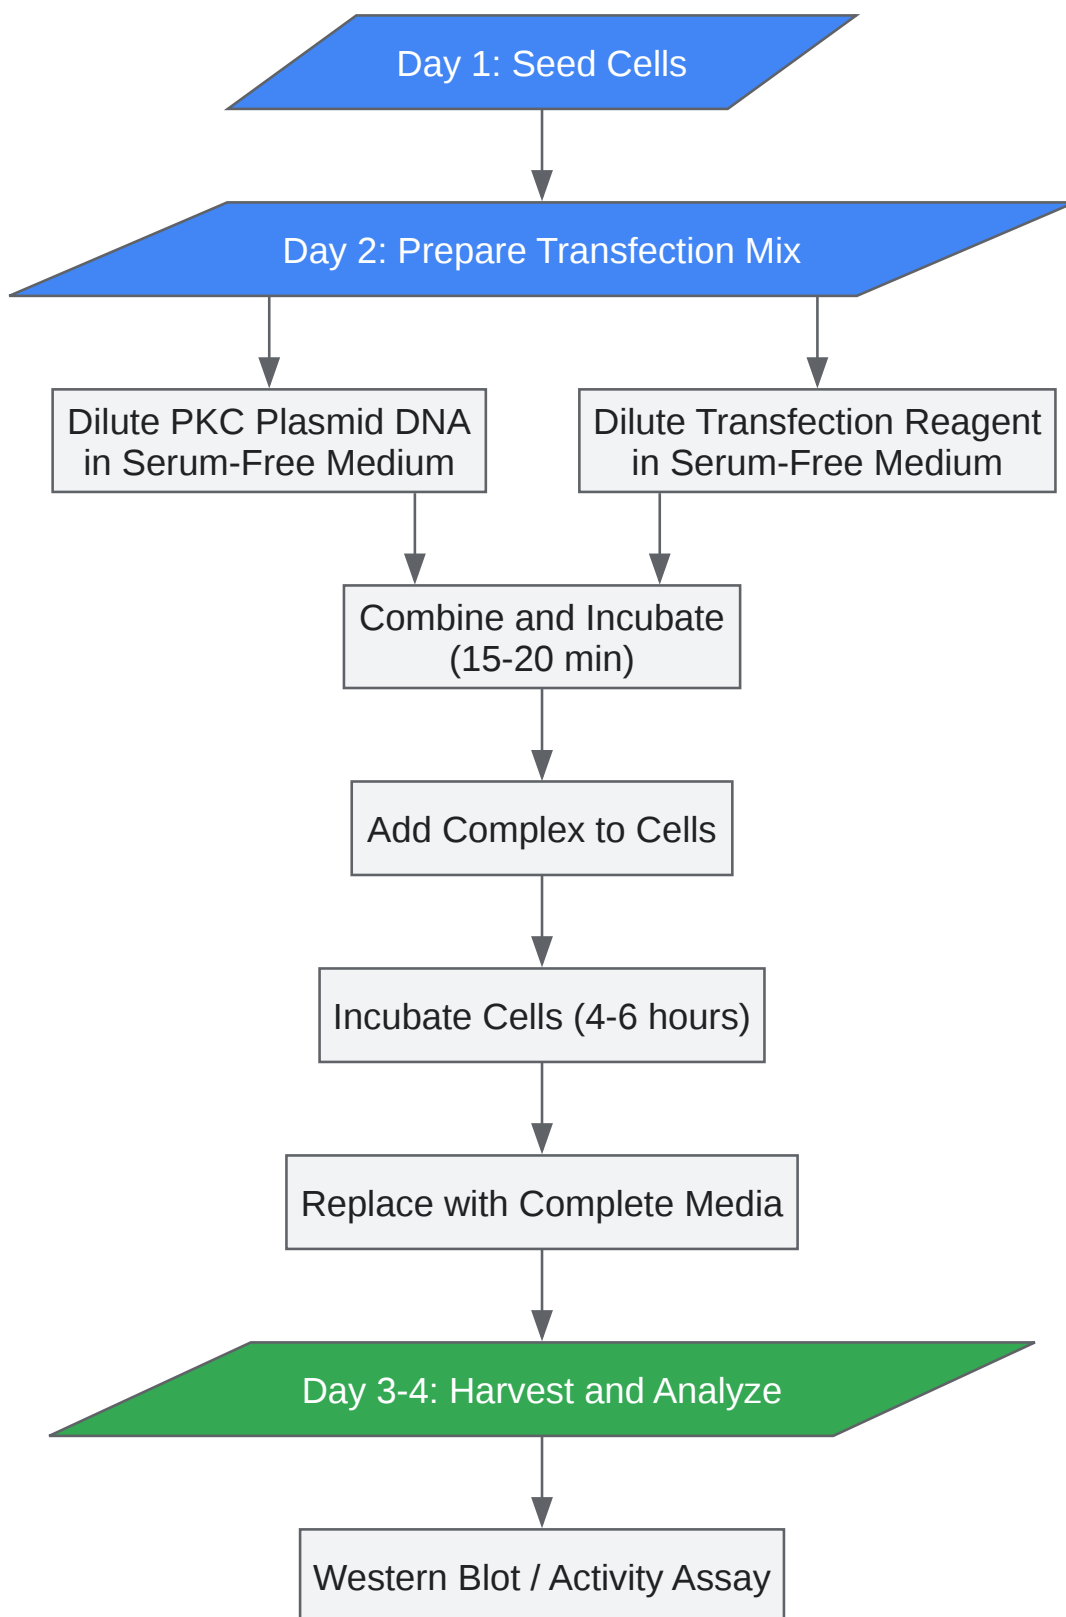 Day 1: Seed Cells
Day 2: Prepare Transfection Mix
Dilute PKC Plasmid DNA
in Serum-Free Medium
Dilute Transfection Reagent
in Serum-Free Medium
Combine and Incubate
(15-20 min)
Add Complex to Cells
Incubate Cells (4-6 hours)
Replace with Complete Media
Day 3-4: Harvest and Analyze
Western Blot / Activity Assay